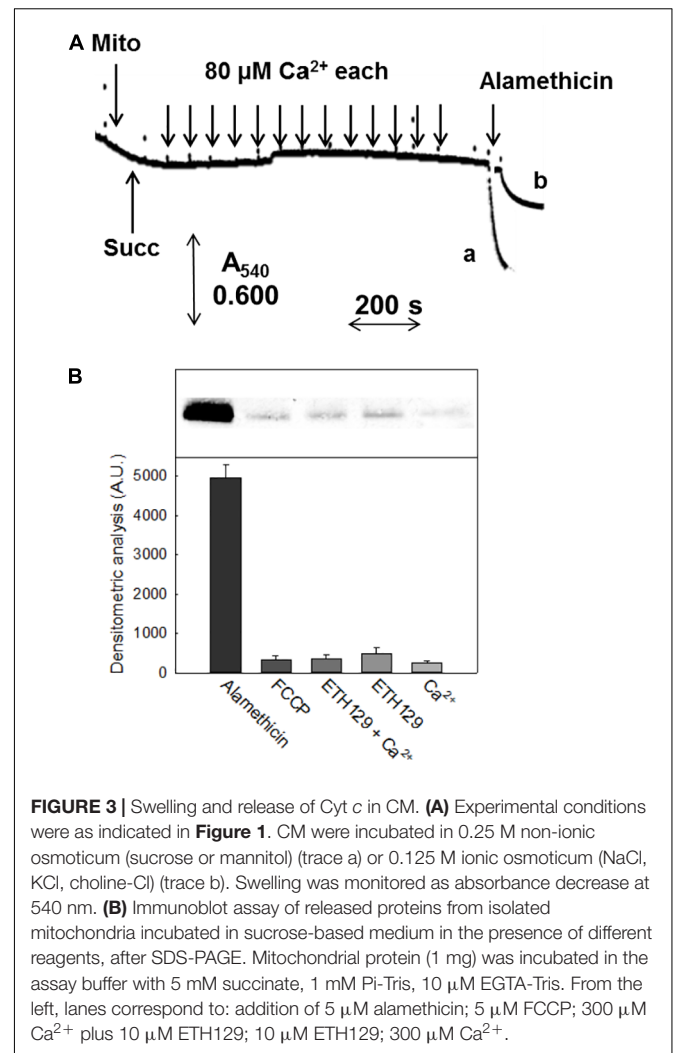 A Mito
80 µM Ca²⁺ each
Alamethicin
Succ
A₅₄₀
0.600
200 s
a
b
B
Densitometric analysis (A.U.)
5000
4000
3000
2000
1000
0
Alamethicin
FCCP
ETH129 + Ca²⁺
ETH129
Ca²⁺
FIGURE 3 | Swelling and release of Cyt c in CM. (A) Experimental conditions
were as indicated in Figure 1. CM were incubated in 0.25 M non-ionic
osmoticum (sucrose or mannitol) (trace a) or 0.125 M ionic osmoticum (NaCl,
KCl, choline-Cl) (trace b). Swelling was monitored as absorbance decrease at
540 nm. (B) Immunoblot assay of released proteins from isolated
mitochondria incubated in sucrose-based medium in the presence of different
reagents, after SDS-PAGE. Mitochondrial protein (1 mg) was incubated in the
assay buffer with 5 mM succinate, 1 mM Pi-Tris, 10 µM EGTA-Tris. From the
left, lanes correspond to: addition of 5 µM alamethicin; 5 µM FCCP; 300 µM
Ca²⁺ plus 10 µM ETH129; 10 µM ETH129; 300 µM Ca²⁺.